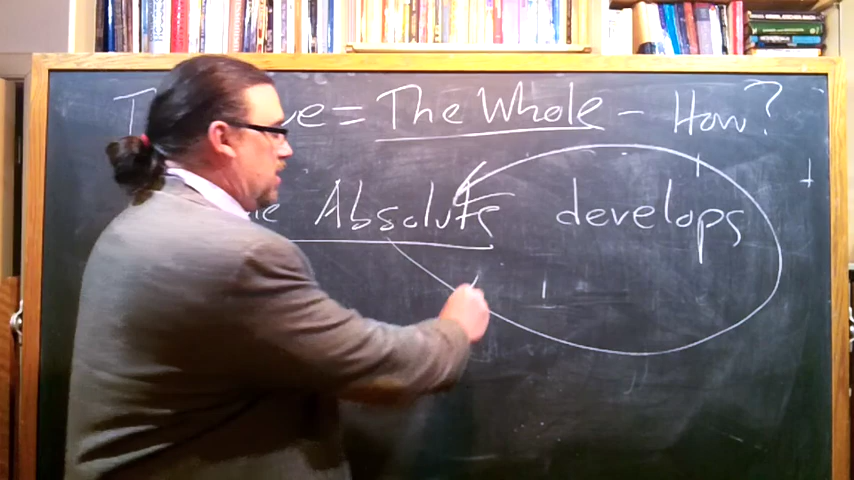 = The Whole - How?
Absolute develops